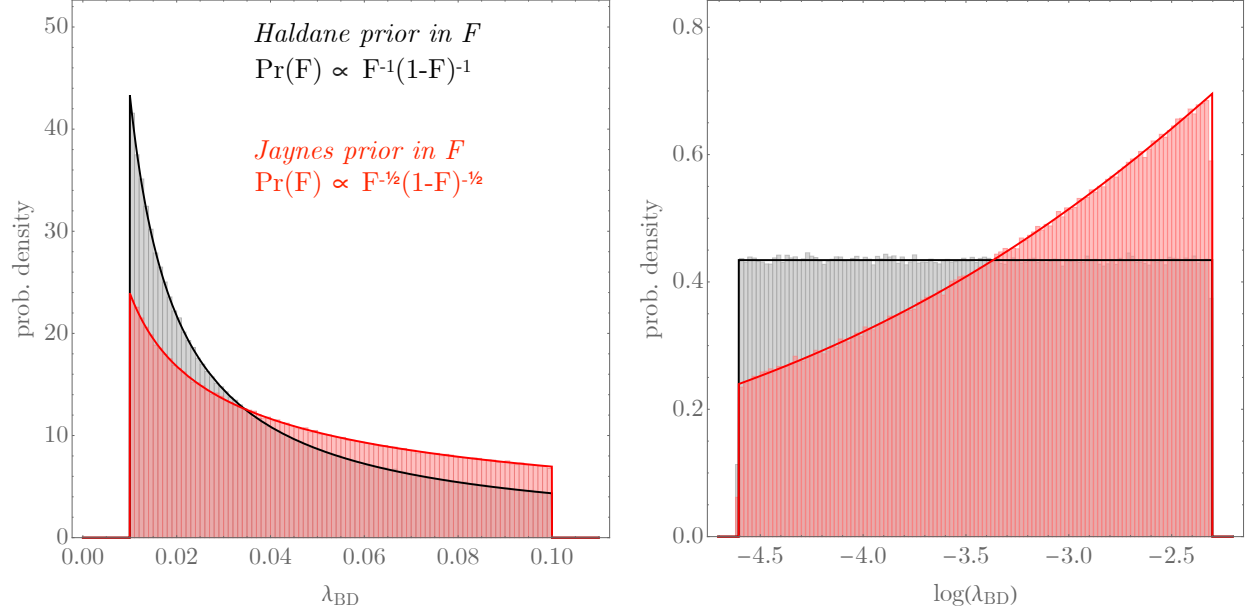 50
40
30
20
10
0
prob. density
Haldane prior in F
Pr(F) ∝ F⁻¹(1-F)⁻¹
Jaynes prior in F
Pr(F) ∝ F⁻½(1-F)⁻½
0.00 0.02 0.04 0.06 0.08 0.10
λ_BD
0.8
0.6
0.4
0.2
0.0
prob. density
−4.5 −4.0 −3.5 −3.0 −2.5
log(λ_BD)